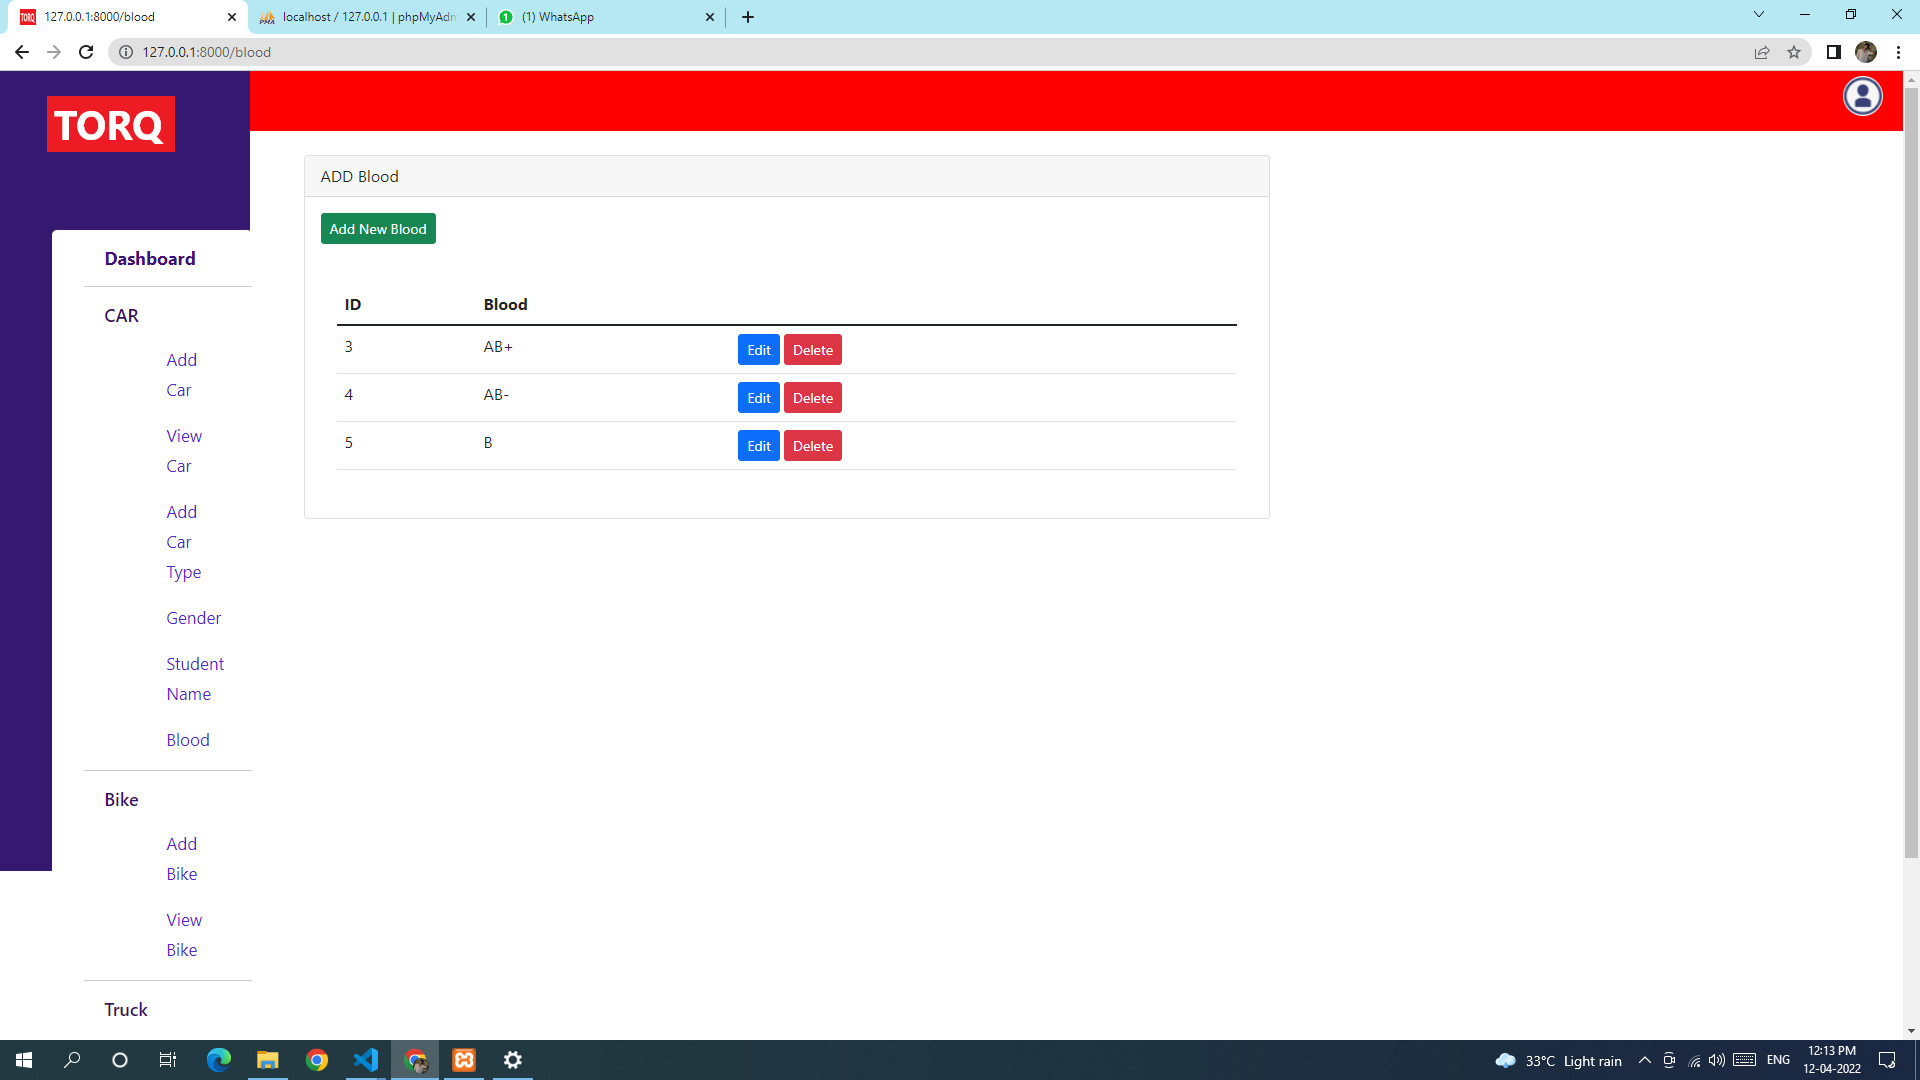 127.0.0.1:8000/blood
localhost / 127.0.0.1 | phpMyAdm
(1) WhatsApp
127.0.0.1:8000/blood
TORQ
Dashboard
CAR
Add
Car
View
Car
Add
Car
Type
Gender
Student
Name
Blood
Bike
Add
Bike
View
Bike
Truck
ADD Blood
Add New Blood
ID Blood
3 AB+ Edit Delete
4 AB- Edit Delete
5 B Edit Delete
33°C Light rain
ENG
12:13 PM
12-04-2022